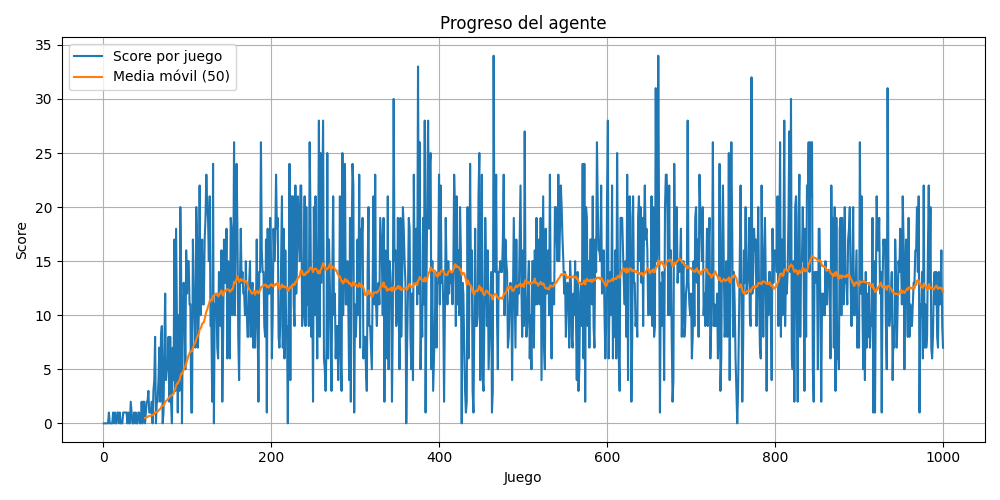 Progreso del agente
Score por juego
Media móvil (50)
Score
35
30
25
20
15
10
5
0
0
200
400
600
800
1000
Juego